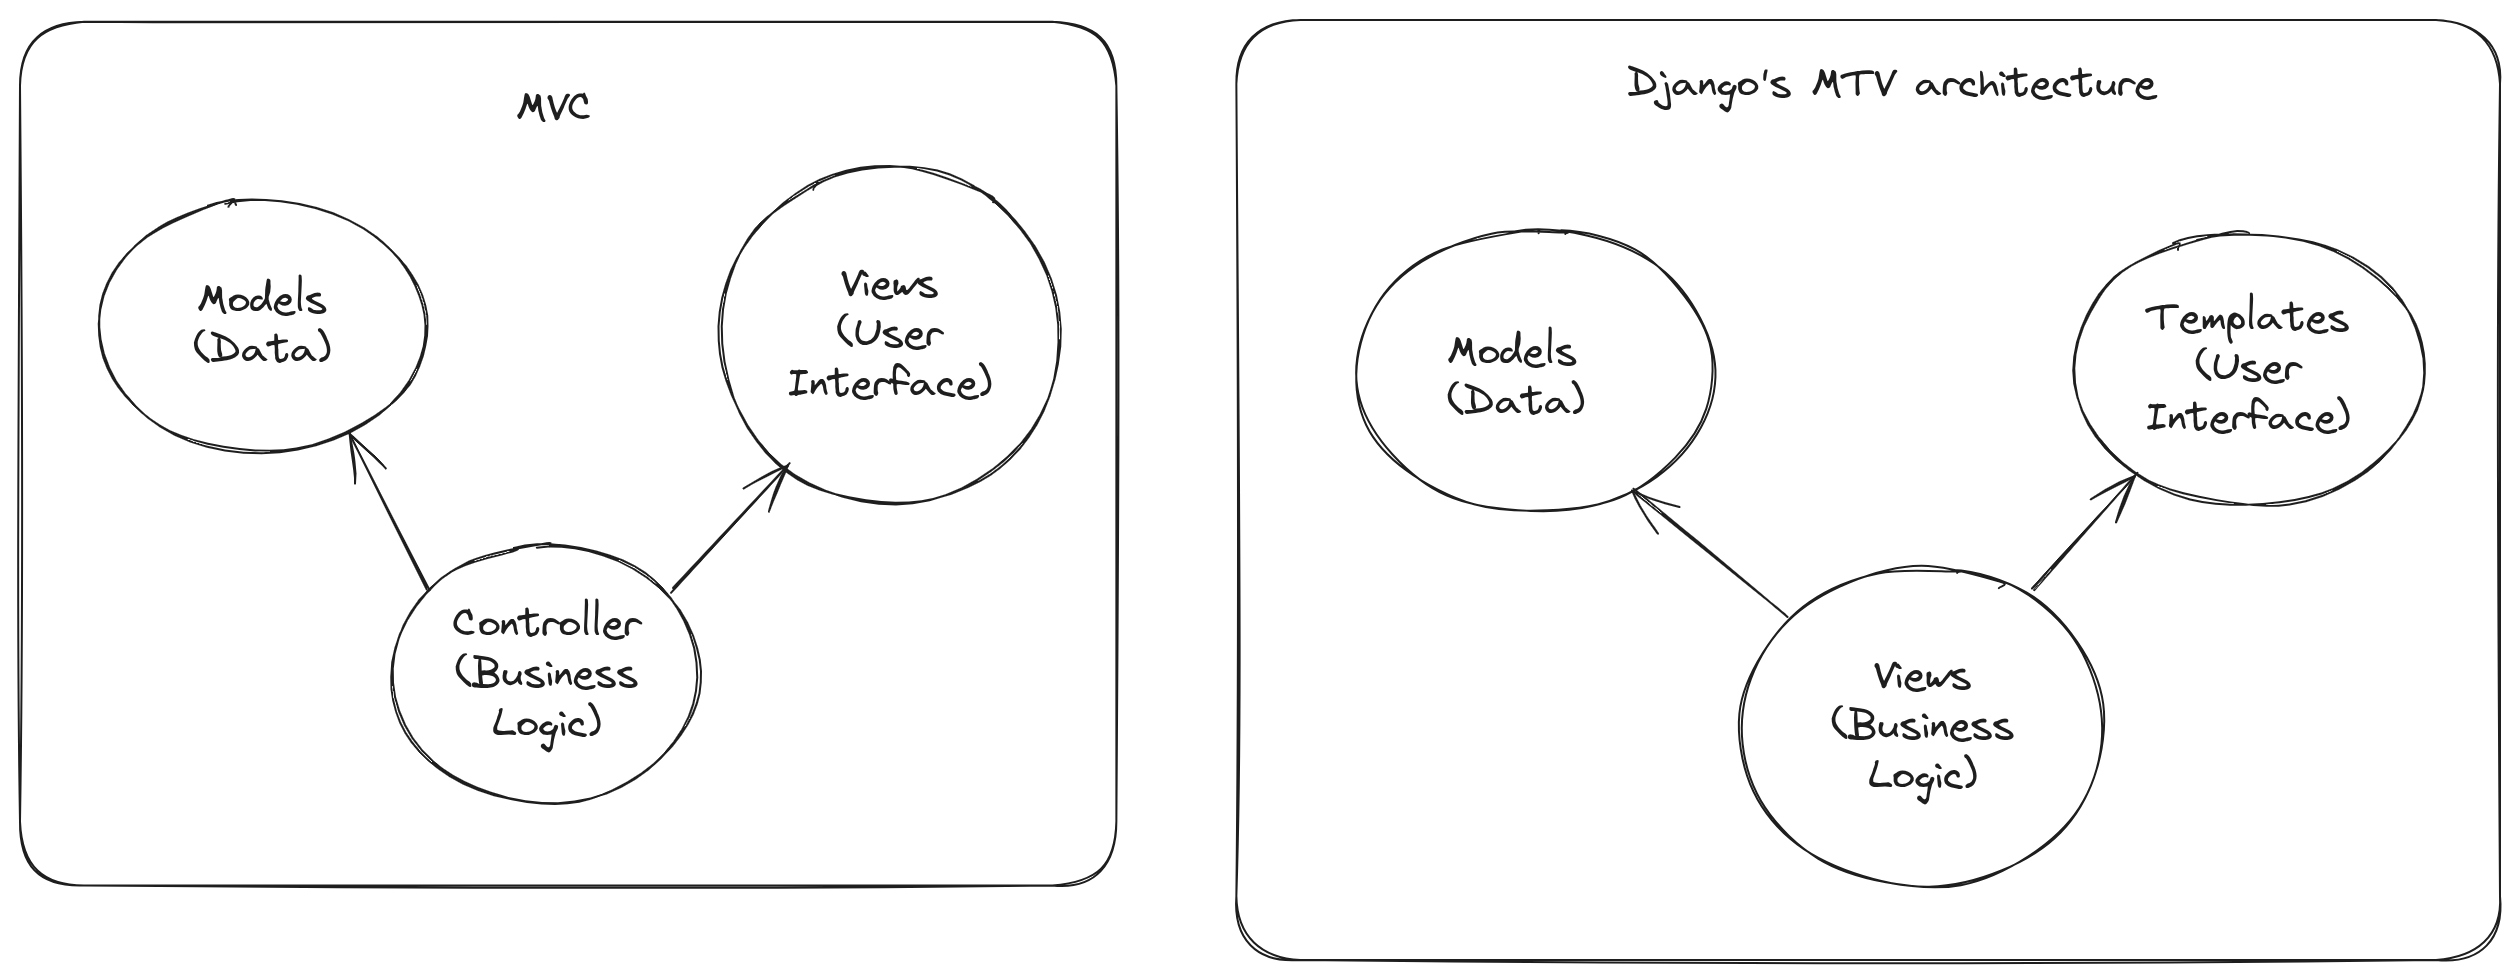 MVC
Models
(Data)
Views
(User
Interface)
Controller
(Business
Logic)
Django's MTV architecture
Models
(Data)
Templates
(User
Interface)
Views
(Business
Logic)